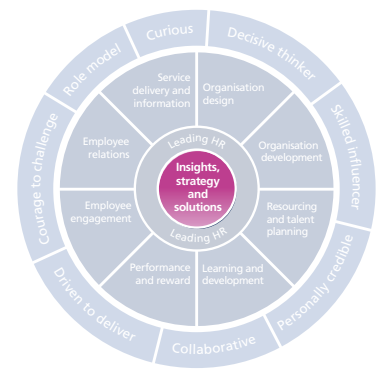 Curious
Decisive thinker
Skilled influencer
Personally credible
Collaborative
Driven to deliver
Courage to challenge
Role model
Service
delivery and
information
Organisation
design
Organisation
development
Resourcing
and talent
planning
Learning and
development
Performance
and reward
Employee
engagement
Employee
relations
Leading HR
Insights,
strategy
and
solutions
Leading HR